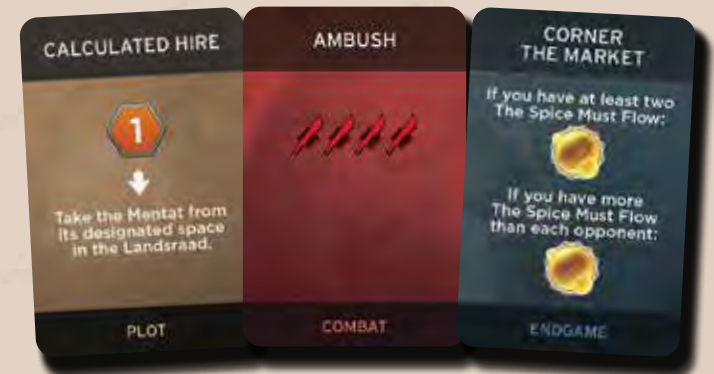 CALCULATED HIRE
1
Take the Mentat from
its designated space
in the Landsraad.
PLOT
AMBUSH
COMBAT
CORNER
THE MARKET
If you have at least two
The Spice Must Flow:
If you have more
The Spice Must Flow
than each opponent:
ENDGAME